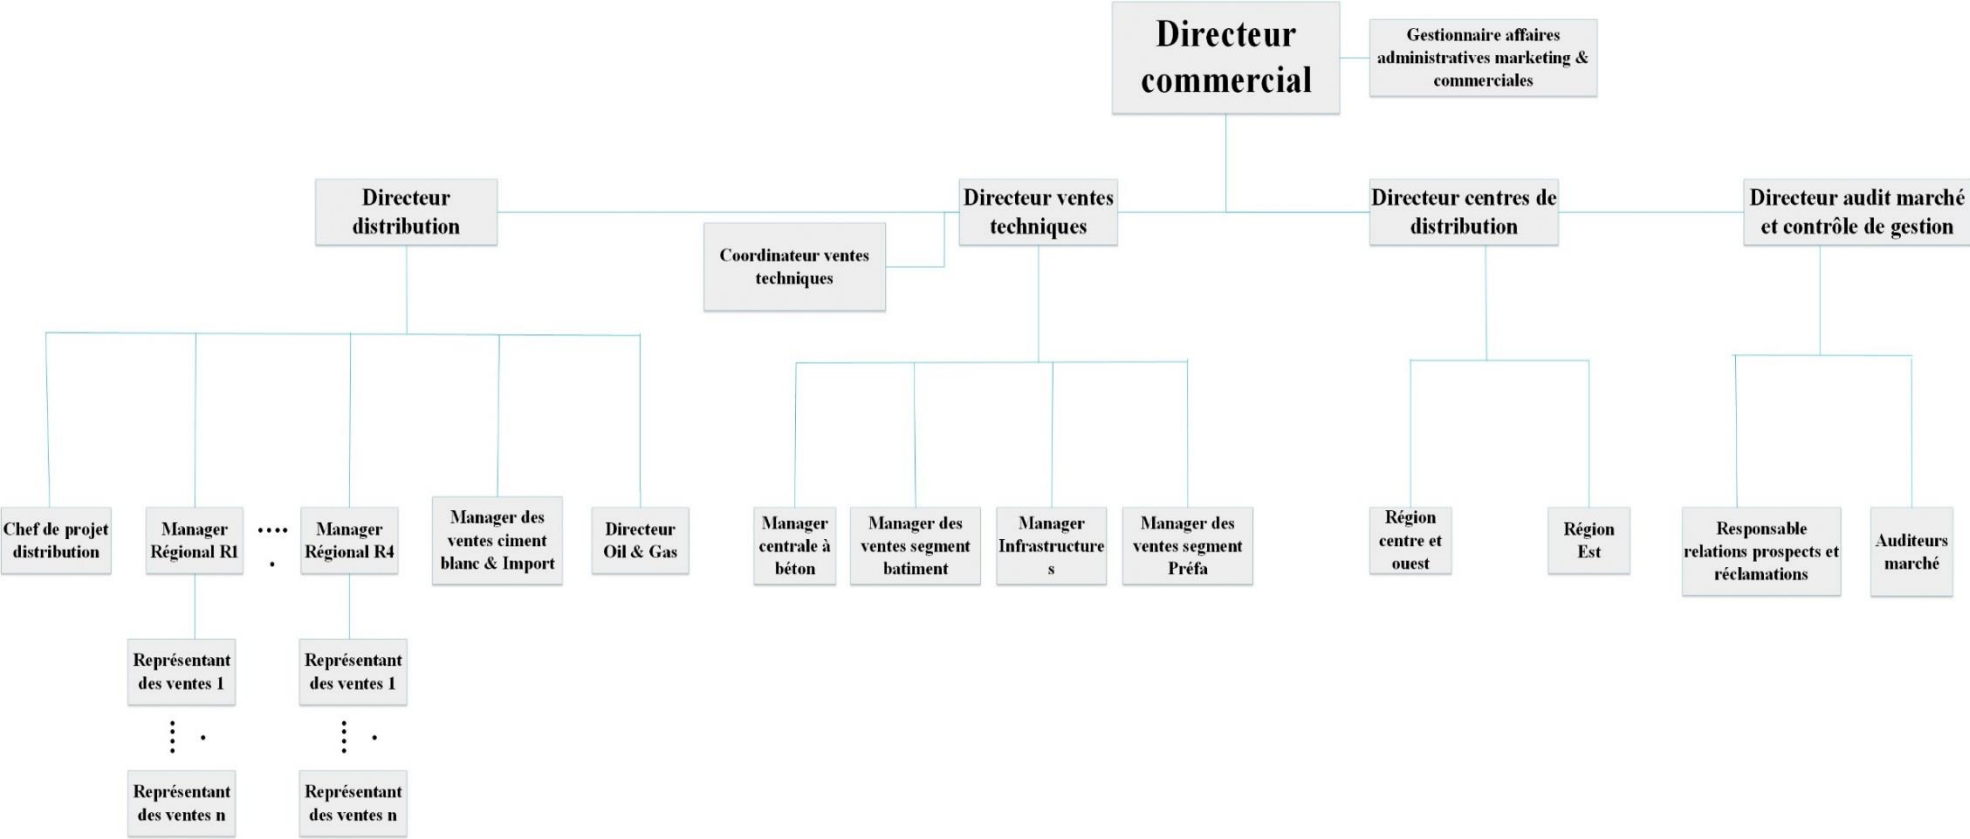 Directeur
commercial
Gestionnaire affaires
administratives marketing &
commerciales
Directeur
distribution
Directeur ventes
techniques
Directeur centres de
distribution
Directeur audit marché
et contrôle de gestion
Coordinateur ventes
techniques
Chef de projet
distribution
Manager
Régional R1
....
.
Manager
Régional R4
Manager des
ventes ciment
blanc & Import
Directeur
Oil & Gas
Manager
centrale à
béton
Manager des
ventes segment
batiment
Manager
Infrastructure
s
Manager des
ventes segment
Préfa
Région
centre et
ouest
Région
Est
Responsable
relations prospects et
réclamations
Auditeurs
marché
Représentant
des ventes 1
Représentant
des ventes 1
Représentant
des ventes n
Représentant
des ventes n